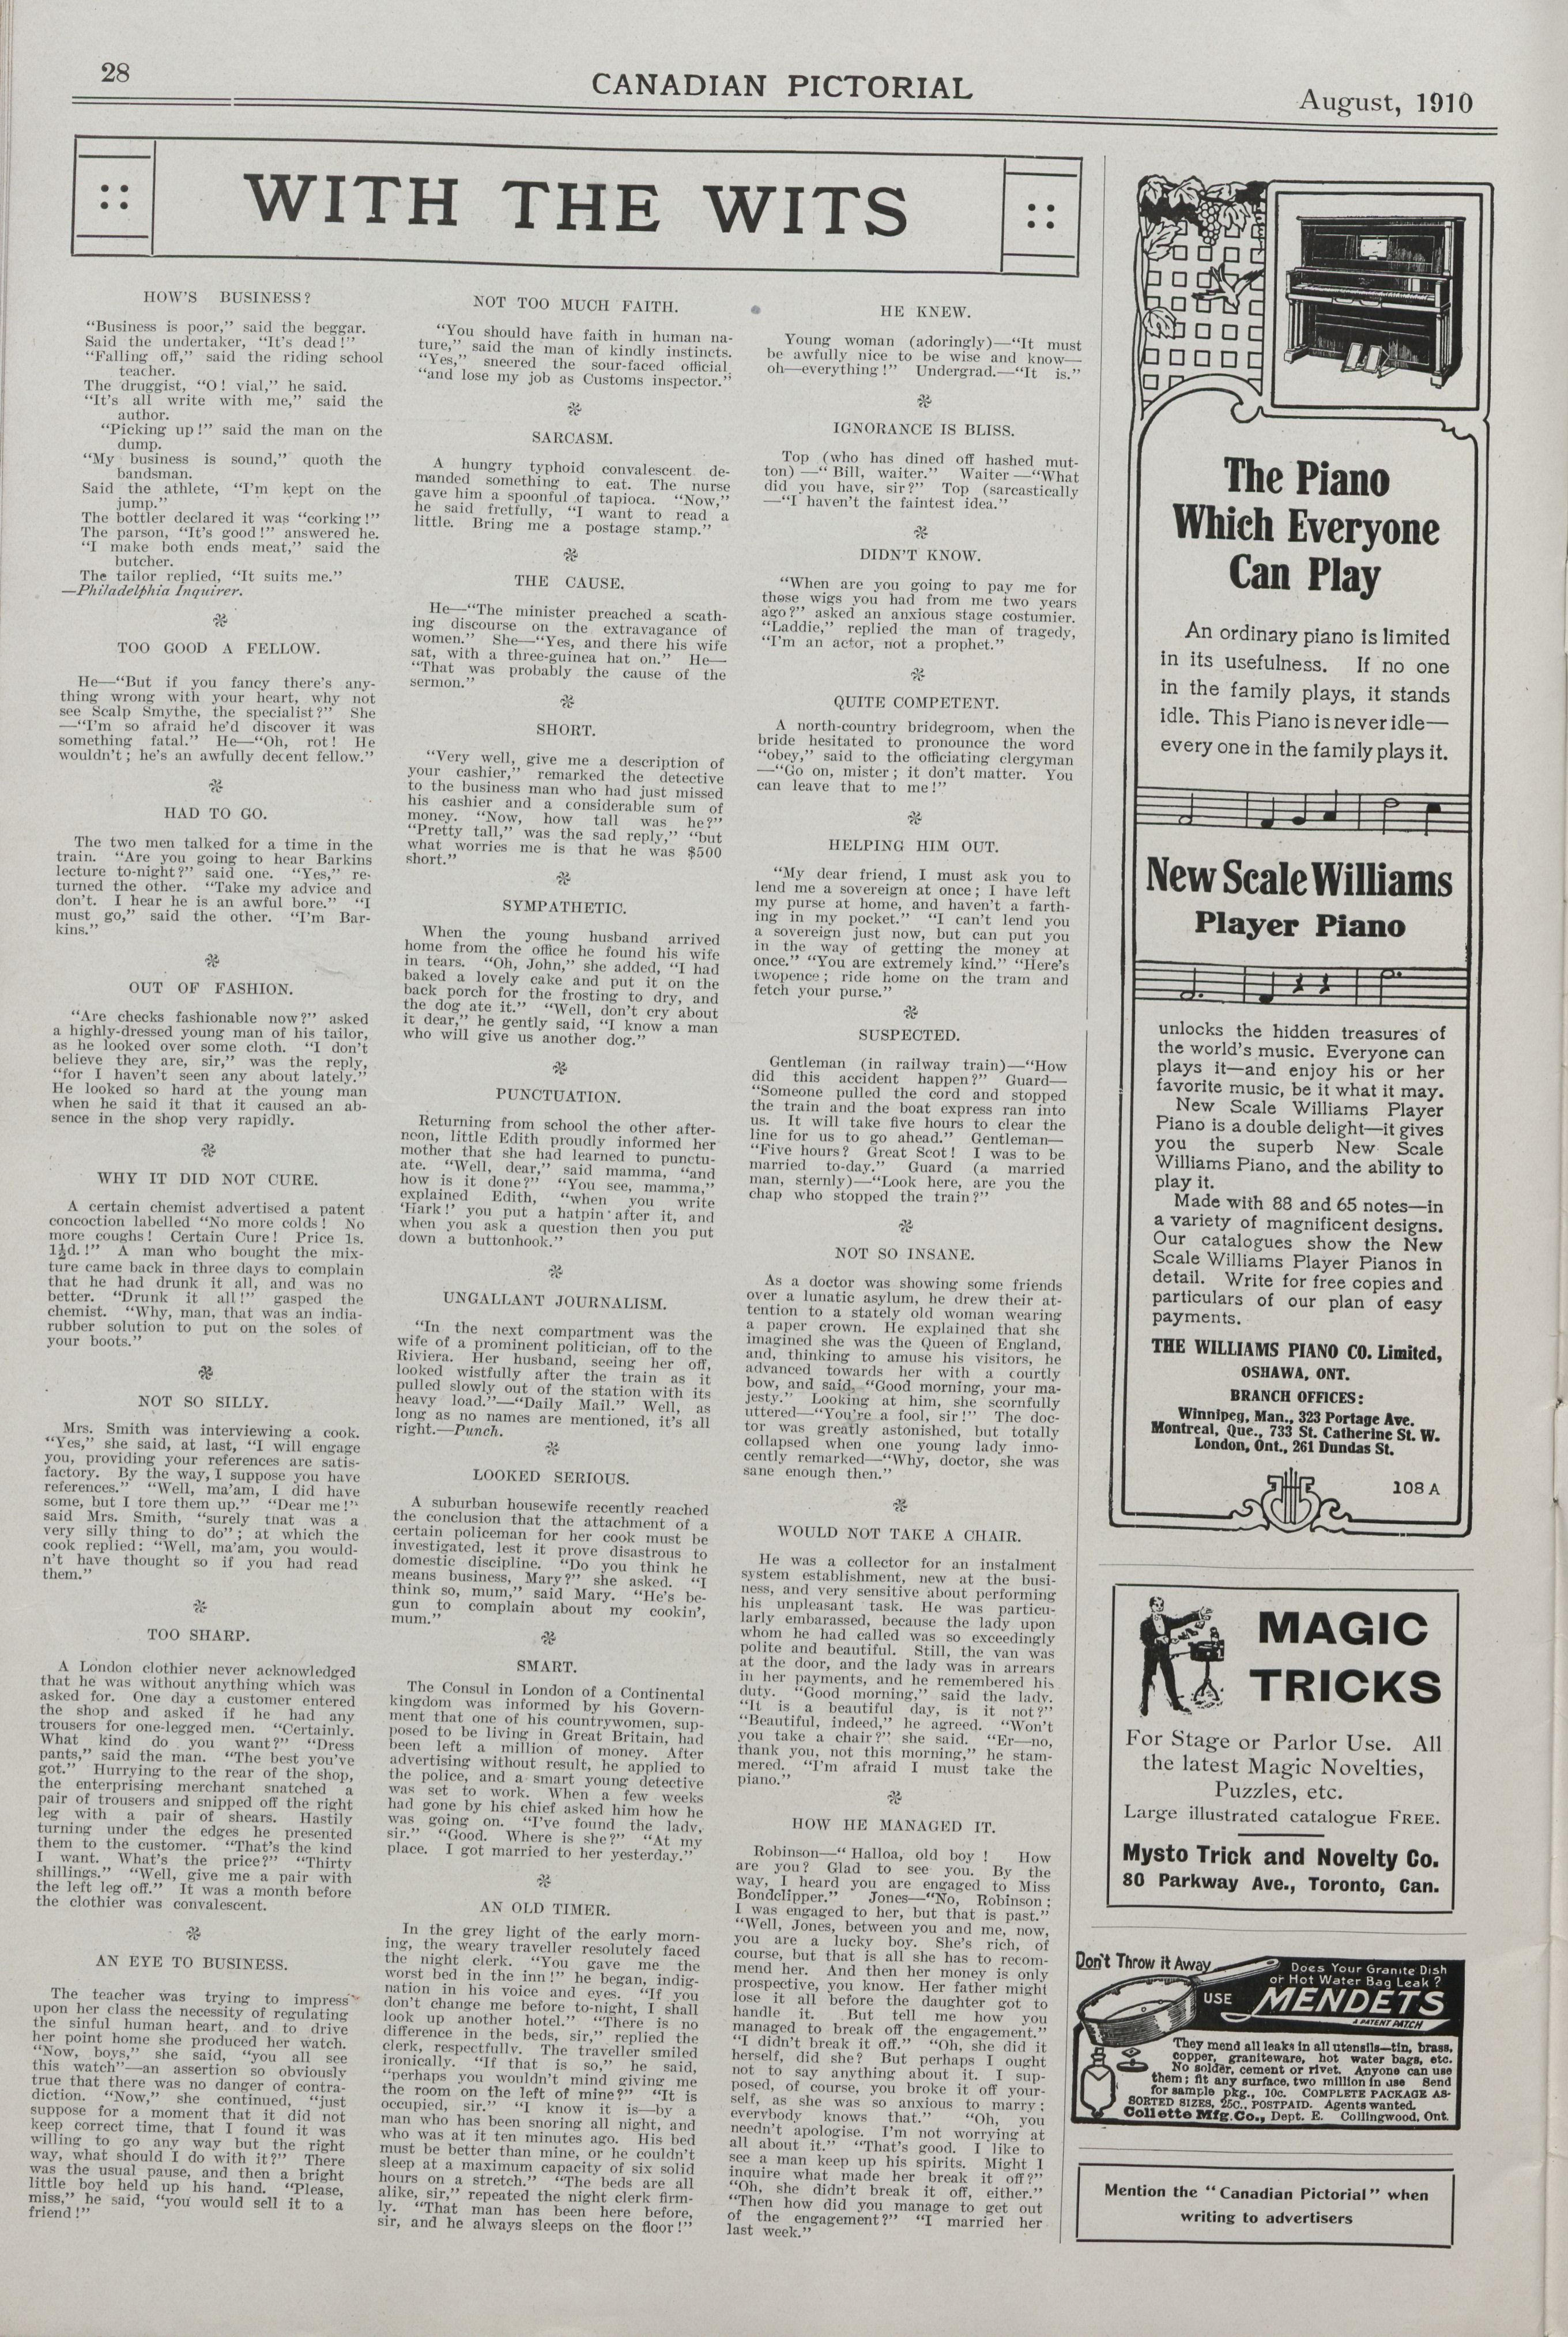 28
CANADIAN PICTORIAL
August, 1910
WITH THE WITS
HOW'S BUSINESS?
“Business is poor,” said the beggar.
Said the undertaker, “It's dead!”
“Falling off,” said the riding school
teacher.
The druggist, “O! vial,” he said.
“It's all write with me,” said the
author.
“Picking up!” said the man on the
dump.
“My business is sound,” quoth the
bandsman.
Said the athlete, “I'm kept on the
jump.”
The bottler declared it was “corking!”
The parson, “It's good!” answered he.
“I make both ends meat,” said the
butcher.
The tailor replied, “It suits me.”
—Philadelphia Inquirer.
TOO GOOD A FELLOW.
He—“But if you fancy there's any-
thing wrong with your heart, why not
see Scalp Smythe, the specialist?” She
—“I'm so afraid he'd discover it was
something fatal.” He—“Oh, rot! He
wouldn't; he's an awfully decent fellow.”
HAD TO GO.
The two men talked for a time in the
train. “Are you going to hear Barkins
lecture to-night?” said one. “Yes,” re-
turned the other. “Take my advice and
don't. I hear he is an awful bore.” “I
must go,” said the other. “I'm Bar-
kins.”
OUT OF FASHION.
“Are checks fashionable now?” asked
a highly-dressed young man of his tailor,
as he looked over some cloth. “I don't
believe they are, sir,” was the reply,
“for I haven't seen any about lately.”
He looked so hard at the young man
when he said it that it caused an ab-
sence in the shop very rapidly.
WHY IT DID NOT CURE.
A certain chemist advertised a patent
concoction labelled “No more colds! No
more coughs! Certain Cure! Price 1s.
1½d.!” A man who bought the mix-
ture came back in three days to complain
that he had drunk it all, and was no
better. “Drunk it all!” gasped the
chemist. “Why, man, that was an india-
rubber solution to put on the soles of
your boots.”
NOT SO SILLY.
Mrs. Smith was interviewing a cook.
“Yes,” she said, at last, “I will engage
you, providing your references are satis-
factory. By the way, I suppose you have
references.” “Well, ma'am, I did have
some, but I tore them up.” “Dear me!”
said Mrs. Smith, “surely that was a
very silly thing to do”; at which the
cook replied: “Well, ma'am, you would-
n't have thought so if you had read
them.”
TOO SHARP.
A London clothier never acknowledged
that he was without anything which was
asked for. One day a customer entered
the shop and asked if he had any
trousers for one-legged men. “Certainly.
What kind do you want?” “Dress
pants,” said the man. “The best you've
got.” Hurrying to the rear of the shop,
the enterprising merchant snatched a
pair of trousers and snipped off the right
leg with a pair of shears. Hastily
turning under the edges he presented
them to the customer. “That's the kind
I want. What's the price?” “Thirty
shillings.” “Well, give me a pair with
the left leg off.” It was a month before
the clothier was convalescent.
AN EYE TO BUSINESS.
The teacher was trying to impress
upon her class the necessity of regulating
the sinful human heart, and to drive
her point home she produced her watch.
“Now, boys,” she said, “you all see
this watch”—an assertion so obviously
true that there was no danger of contra-
diction. “Now,” she continued, “just
suppose for a moment that it did not
keep correct time, that I found it was
willing to go any way but the right
way, what should I do with it?” There
was the usual pause, and then a bright
little boy held up his hand. “Please,
miss,” he said, “you would sell it to a
friend!”
NOT TOO MUCH FAITH.
“You should have faith in human na-
ture,” said the man of kindly instincts.
“Yes,” sneered the sour-faced official,
“and lose my job as Customs inspector.”
SARCASM.
A hungry typhoid convalescent de-
manded something to eat. The nurse
gave him a spoonful of tapioca. “Now,”
he said fretfully, “I want to read a
little. Bring me a postage stamp.”
THE CAUSE.
He—“The minister preached a scath-
ing discourse on the extravagance of
women.” She—“Yes, and there his wife
sat, with a three-guinea hat on.” He—
“That was probably the cause of the
sermon.”
SHORT.
“Very well, give me a description of
your cashier,” remarked the detective
to the business man who had just missed
his cashier and a considerable sum of
money. “Now, how tall was he?”
“Pretty tall,” was the sad reply,” “but
what worries me is that he was $500
short.”
SYMPATHETIC.
When the young husband arrived
home from the office he found his wife
in tears. “Oh, John,” she added, “I had
baked a lovely cake and put it on the
back porch for the frosting to dry, and
the dog ate it.” “Well, don't cry about
it dear,” he gently said, “I know a man
who will give us another dog.”
PUNCTUATION.
Returning from school the other after-
noon, little Edith proudly informed her
mother that she had learned to punctu-
ate. “Well, dear,” said mamma, “and
how is it done?” “You see, mamma,”
explained Edith, “when you write
‘Hark!’ you put a hatpin after it, and
when you ask a question then you put
down a buttonhook.”
UNGALLANT JOURNALISM.
“In the next compartment was the
wife of a prominent politician, off to the
Riviera. Her husband, seeing her off,
looked wistfully after the train as it
pulled slowly out of the station with its
heavy load.”—“Daily Mail.” Well, as
long as no names are mentioned, it's all
right.—Punch.
LOOKED SERIOUS.
A suburban housewife recently reached
the conclusion that the attachment of a
certain policeman for her cook must be
investigated, lest it prove disastrous to
domestic discipline. “Do you think he
means business, Mary?” she asked. “I
think so, mum,” said Mary. “He's be-
gun to complain about my cookin',
mum.”
SMART.
The Consul in London of a Continental
kingdom was informed by his Govern-
ment that one of his countrywomen, sup-
posed to be living in Great Britain, had
been left a million of money. After
advertising without result, he applied to
the police, and a smart young detective
was set to work. When a few weeks
had gone by his chief asked him how he
was going on. “I've found the lady,
sir.” “Good. Where is she?” “At my
place. I got married to her yesterday.”
AN OLD TIMER.
In the grey light of the early morn-
ing, the weary traveller resolutely faced
the night clerk. “You gave me the
worst bed in the inn!” he began, indig-
nation in his voice and eyes. “If you
don't change me before to-night, I shall
look up another hotel.” “There is no
difference in the beds, sir,” replied the
clerk, respectfully. The traveller smiled
ironically. “If that is so,” he said,
“perhaps you wouldn't mind giving me
the room on the left of mine?” “It is
occupied, sir.” “I know it is—by a
man who has been snoring all night, and
who was at it ten minutes ago. His bed
must be better than mine, or he couldn't
sleep at a maximum capacity of six solid
hours on a stretch.” “The beds are all
alike, sir,” repeated the night clerk firm-
ly. “That man has been here before,
sir, and he always sleeps on the floor!”
HE KNEW.
Young woman (adoringly)—“It must
be awfully nice to be wise and know—
oh—everything!” Undergrad.—“It is.”
IGNORANCE IS BLISS.
Top (who has dined off hashed mut-
ton) —“ Bill, waiter.” Waiter —“What
did you have, sir?” Top (sarcastically
—“I haven't the faintest idea.”
DIDN'T KNOW.
“When are you going to pay me for
those wigs you had from me two years
ago?” asked an anxious stage costumier.
“Laddie,” replied the man of tragedy,
“I'm an actor, not a prophet.”
QUITE COMPETENT.
A north-country bridegroom, when the
bride hesitated to pronounce the word
“obey,” said to the officiating clergyman
—“Go on, mister; it don't matter. You
can leave that to me!”
HELPING HIM OUT.
“My dear friend, I must ask you to
lend me a sovereign at once; I have left
my purse at home, and haven't a farth-
ing in my pocket.” “I can't lend you
a sovereign just now, but can put you
in the way of getting the money at
once.” “You are extremely kind.” “Here's
twopence; ride home on the tram and
fetch your purse.”
SUSPECTED.
Gentleman (in railway train)—“How
did this accident happen?” Guard—
“Someone pulled the cord and stopped
the train and the boat express ran into
us. It will take five hours to clear the
line for us to go ahead.” Gentleman—
“Five hours? Great Scot! I was to be
married to-day.” Guard (a married
man, sternly)—“Look here, are you the
chap who stopped the train?”
NOT SO INSANE.
As a doctor was showing some friends
over a lunatic asylum, he drew their at-
tention to a stately old woman wearing
a paper crown. He explained that she
imagined she was the Queen of England,
and, thinking to amuse his visitors, he
advanced towards her with a courtly
bow, and said, “Good morning, your ma-
jesty.” Looking at him, she scornfully
uttered—“You're a fool, sir!” The doc-
tor was greatly astonished, but totally
collapsed when one young lady inno-
cently remarked—“Why, doctor, she was
sane enough then.”
WOULD NOT TAKE A CHAIR.
He was a collector for an instalment
system establishment, new at the busi-
ness, and very sensitive about performing
his unpleasant task. He was particu-
larly embarassed, because the lady upon
whom he had called was so exceedingly
polite and beautiful. Still, the van was
at the door, and the lady was in arrears
in her payments, and he remembered his
duty. “Good morning,” said the lady.
“It is a beautiful day, is it not?”
“Beautiful, indeed,” he agreed. “Won't
you take a chair?” she said. “Er—no,
thank you, not this morning,” he stam-
mered. “I'm afraid I must take the
piano.”
HOW HE MANAGED IT.
Robinson—“ Halloa, old boy ! How
are you? Glad to see you. By the
way, I heard you are engaged to Miss
Bondclipper.” Jones—“No, Robinson;
I was engaged to her, but that is past.”
“Well, Jones, between you and me, now,
you are a lucky boy. She's rich, of
course, but that is all she has to recom-
mend her. And then her money is only
prospective, you know. Her father might
lose it all before the daughter got to
handle it. But tell me how you
managed to break off the engagement.”
“I didn't break it off.” “Oh, she did it
herself, did she? But perhaps I ought
not to say anything about it. I sup-
posed, of course, you broke it off your-
self, as she was so anxious to marry;
everybody knows that.” “Oh, you
needn't apologise. I'm not worrying at
all about it.” “That's good. I like to
see a man keep up his spirits. Might I
inquire what made her break it off?”
“Oh, she didn't break it off, either.”
“Then how did you manage to get out
of the engagement?” “I married her
last week.”
The Piano
Which Everyone
Can Play
An ordinary piano is limited
in its usefulness. If no one
in the family plays, it stands
idle. This Piano is never idle—
every one in the family plays it.
New Scale Williams
Player Piano
unlocks the hidden treasures of
the world's music. Everyone can
plays it—and enjoy his or her
favorite music, be it what it may.
New Scale Williams Player
Piano is a double delight—it gives
you the superb New Scale
Williams Piano, and the ability to
play it.
Made with 88 and 65 notes—in
a variety of magnificent designs.
Our catalogues show the New
Scale Williams Player Pianos in
detail. Write for free copies and
particulars of our plan of easy
payments.
THE WILLIAMS PIANO CO. Limited,
OSHAWA, ONT.
BRANCH OFFICES:
Winnipeg, Man., 323 Portage Ave.
Montreal, Que., 733 St. Catherine St. W.
London, Ont., 261 Dundas St.
108 A
MAGIC
TRICKS
For Stage or Parlor Use. All
the latest Magic Novelties,
Puzzles, etc.
Large illustrated catalogue FREE.
Mysto Trick and Novelty Co.
80 Parkway Ave., Toronto, Can.
Don't Throw it Away
Does Your Granite Dish
or Hot Water Bag Leak?
USE MENDETS
A PATENT PATCH
They mend all leaks in all utensils—tin, brass,
copper, graniteware, hot water bags, etc.
No solder, cement or rivet. Anyone can use
them; fit any surface, two million in use Send
for sample pkg., 10c. COMPLETE PACKAGE AS-
SORTED SIZES, 25c., POSTPAID. Agents wanted.
Collette Mfg. Co., Dept. E. Collingwood, Ont.
Mention the “ Canadian Pictorial” when
writing to advertisers